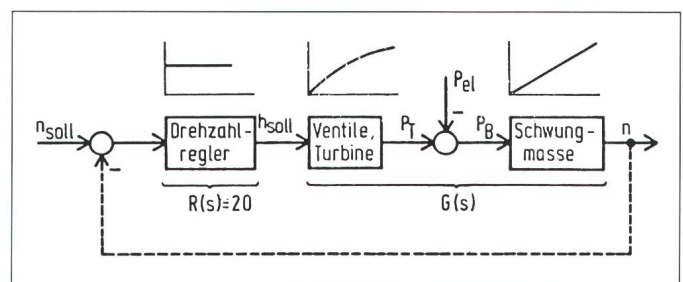 n_soll
Drehzahl-
regler
h_soll
Ventile,
Turbine
P_T
P_el
P_B
Schwung-
masse
n
R(s)=20
G(s)